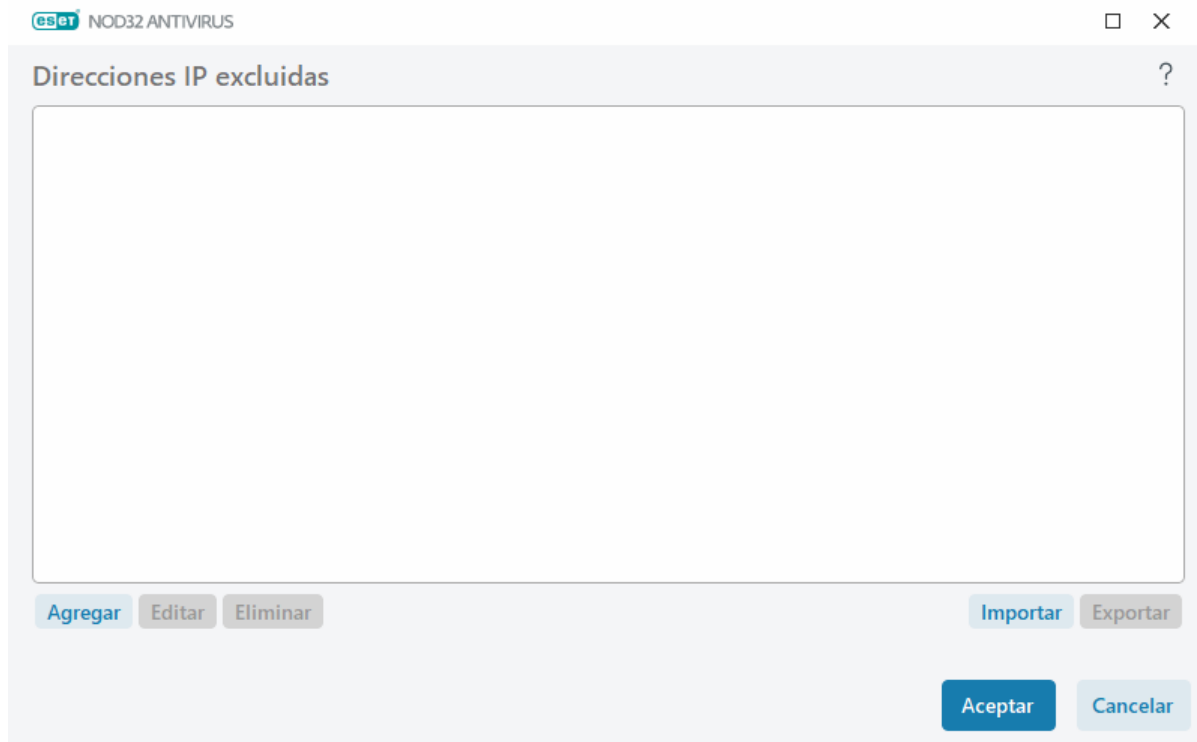 eset NOD32 ANTIVIRUS
Direcciones IP excluidas
?
Agregar Editar Eliminar Importar Exportar
Aceptar Cancelar